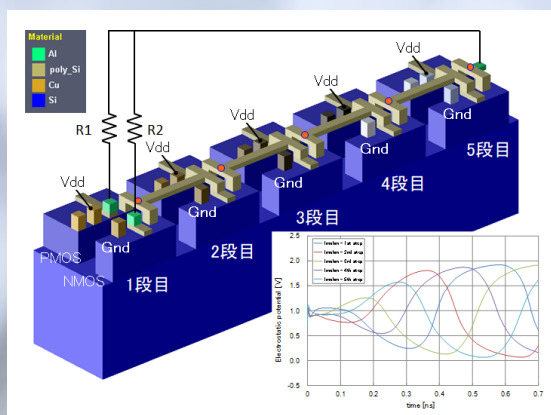 Material
Al
poly_Si
Cu
Si
R1
R2
Vdd
Vdd
Vdd
Vdd
Vdd
Gnd
Gnd
Gnd
Gnd
Gnd
PMOS
NMOS
1段目
2段目
3段目
4段目
5段目
Electrostatic potential [V]
2.5
2.0
1.5
1.0
0.5
0.0
-0.5
0
0.1
0.2
0.3
0.4
0.5
0.6
0.7
time [ns]